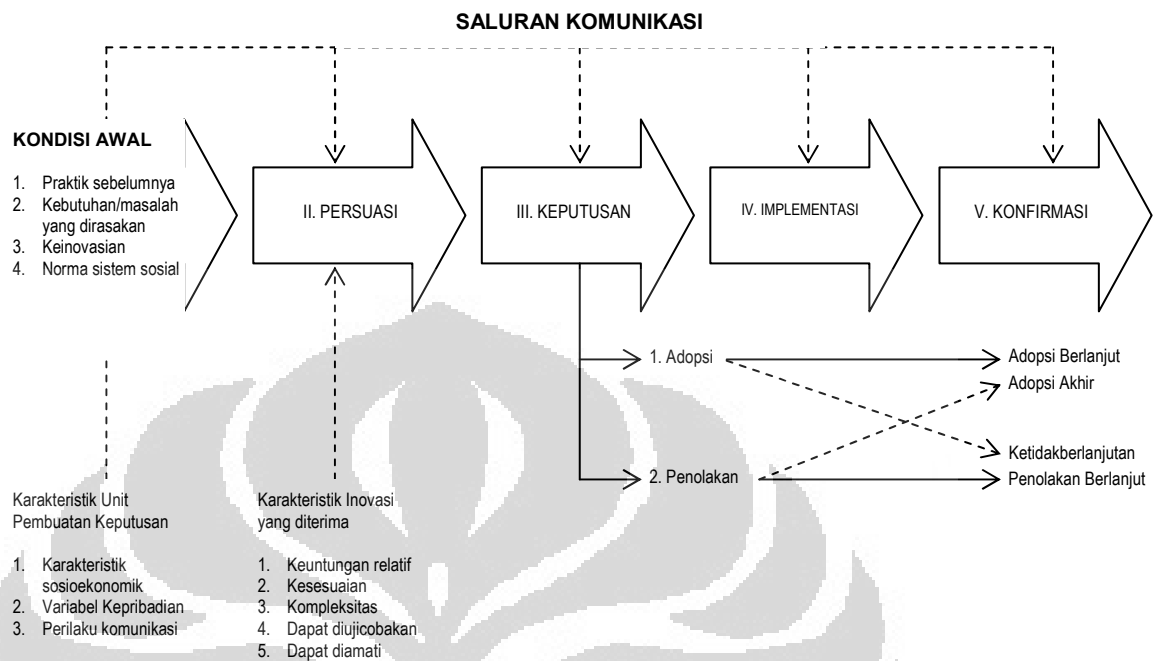 SALURAN KOMUNIKASI
KONDISI AWAL
1. Praktik sebelumnya
2. Kebutuhan/masalah
yang dirasakan
3. Keinovasian
4. Norma sistem sosial
II. PERSUASI
III. KEPUTUSAN
IV. IMPLEMENTASI
V. KONFIRMASI
1. Adopsi
2. Penolakan
Adopsi Berlanjut
Adopsi Akhir
Ketidakberlanjutan
Penolakan Berlanjut
Karakteristik Unit
Pembuatan Keputusan
1. Karakteristik
sosioekonomik
2. Variabel Kepribadian
3. Perilaku komunikasi
Karakteristik Inovasi
yang diterima
1. Keuntungan relatif
2. Kesesuaian
3. Kompleksitas
4. Dapat diujicobakan
5. Dapat diamati